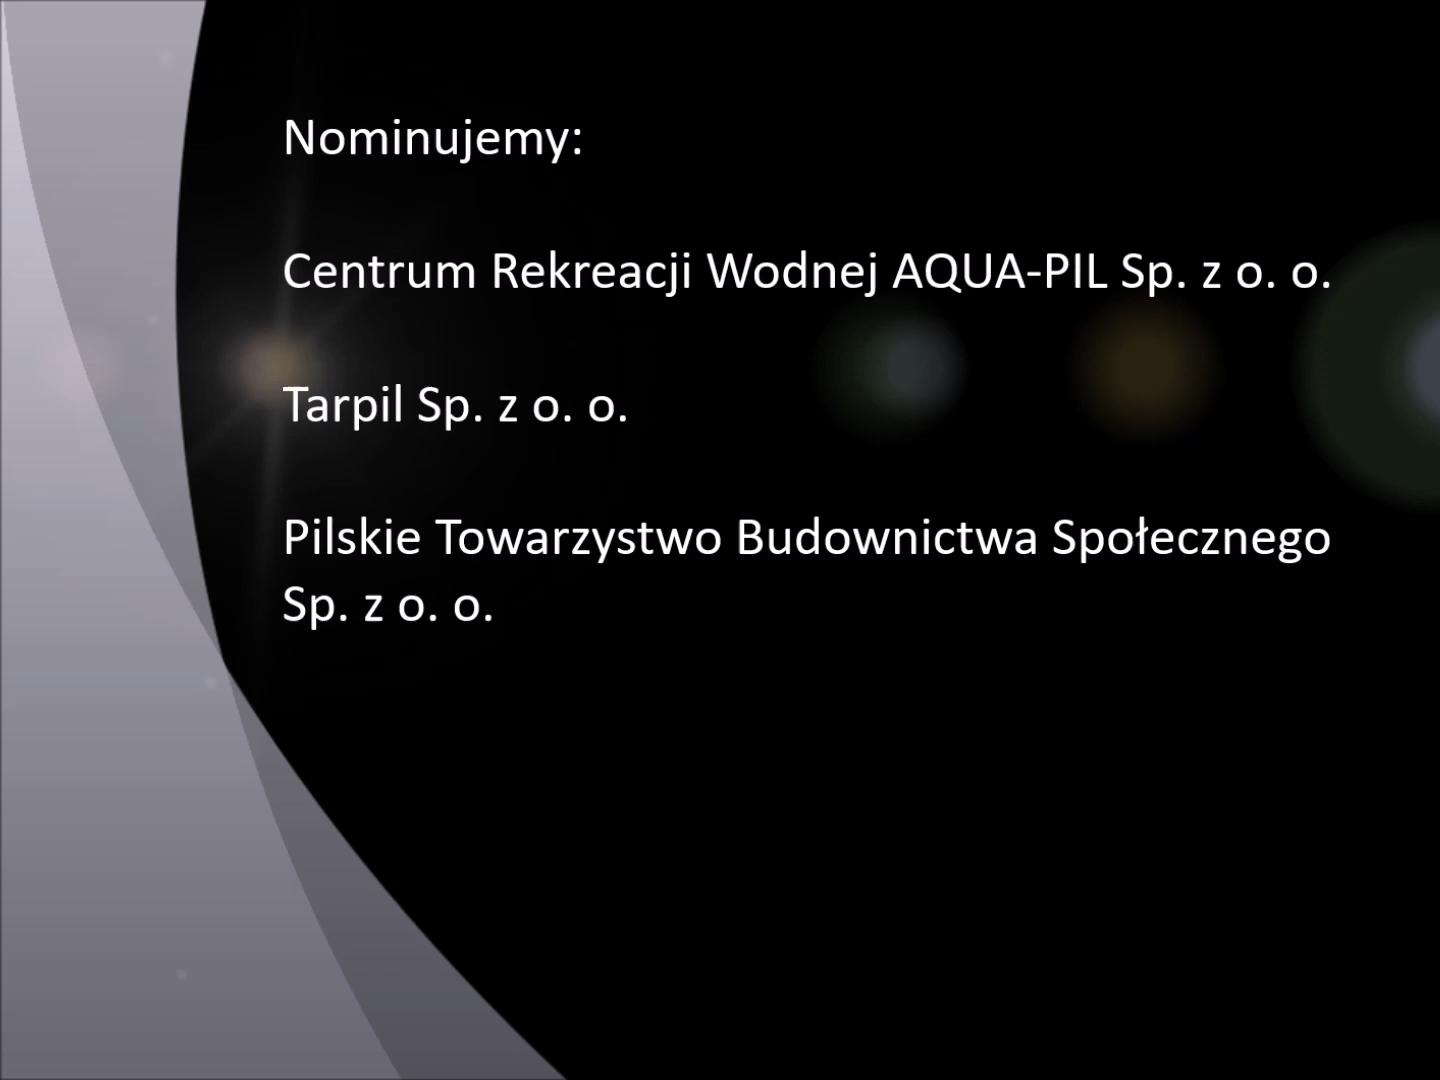 Nominujemy:
Centrum Rekreacji Wodnej AQUA-PIL Sp. z o. o.
Tarpil Sp. z o. o.
Pilskie Towarzystwo Budownictwa Społecznego
Sp. z o. o.